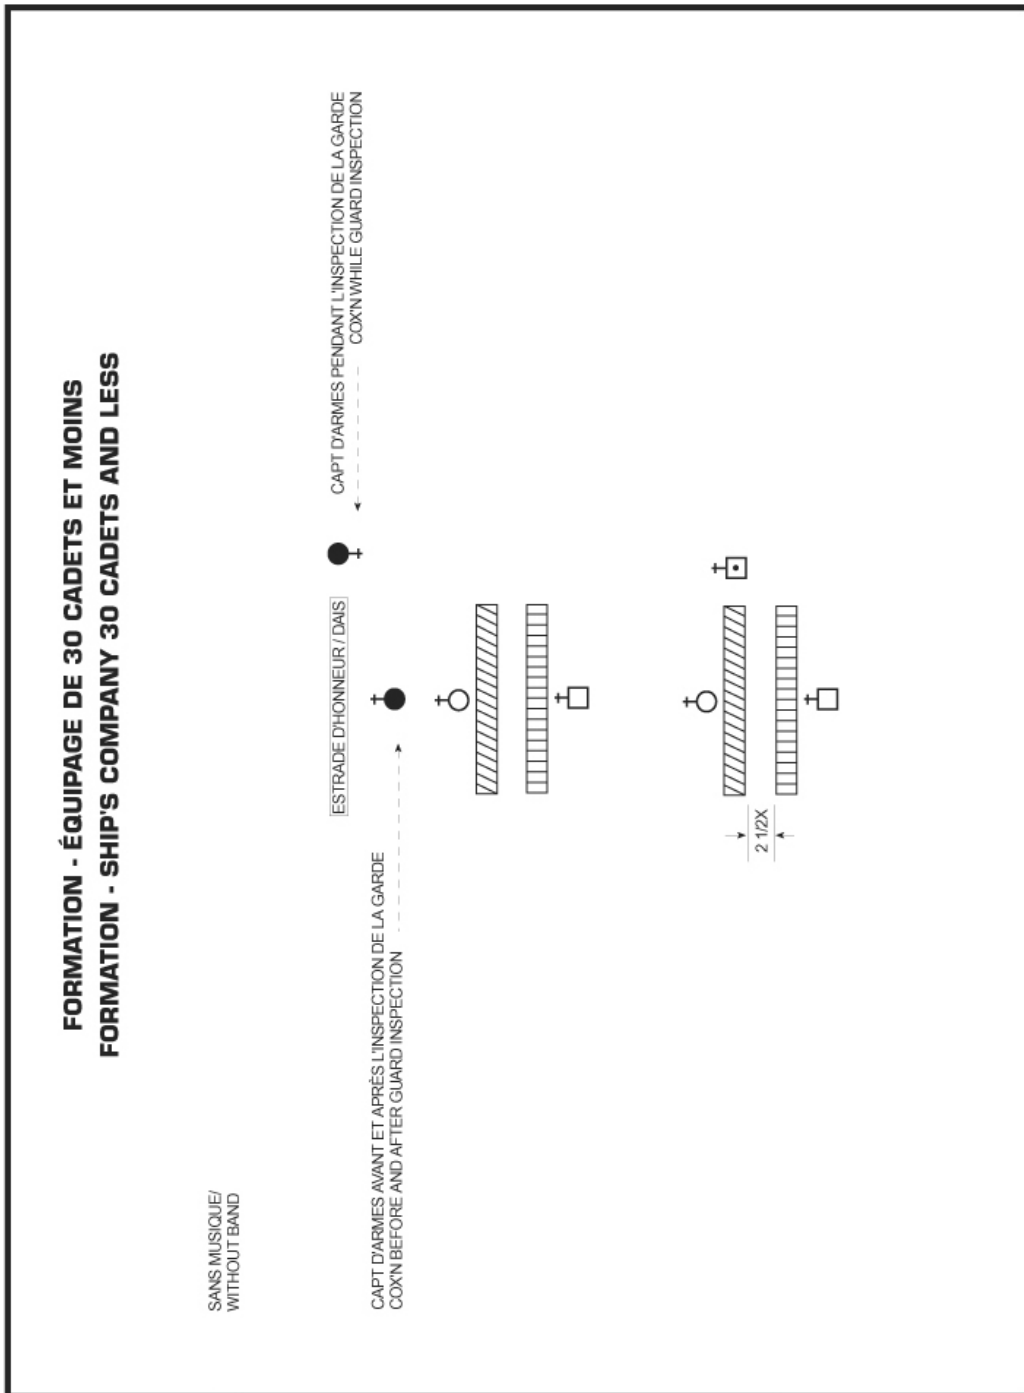 FORMATION - ÉQUIPAGE DE 30 CADETS ET MOINS
FORMATION - SHIP'S COMPANY 30 CADETS AND LESS
SANS MUSIQUE/
WITHOUT BAND
ESTRADE D'HONNEUR / DAIS
CAPT D'ARMES PENDANT L'INSPECTION DE LA GARDE
COX'N WHILE GUARD INSPECTION
CAPT D'ARMES AVANT ET APRÈS L'INSPECTION DE LA GARDE
COX'N BEFORE AND AFTER GUARD INSPECTION
2 1/2X